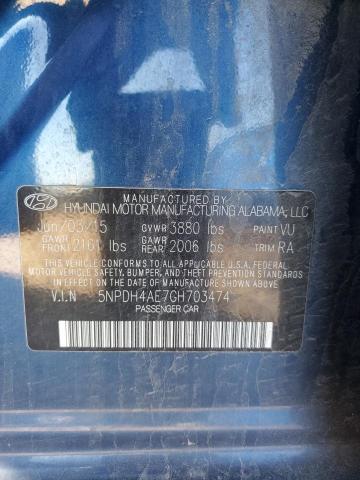 MANUFACTURED BY
HYUNDAI MOTOR MANUFACTURING ALABAMA, LLC
Jun/03/15 GVWR 3880 lbs PAINT VU
GAWR FRONT 2161 lbs GAWR REAR 2006 lbs TRIM RA
THIS VEHICLE CONFORMS TO ALL APPLICABLE U.S.A. FEDERAL
MOTOR VEHICLE SAFETY, BUMPER, AND THEFT PREVENTION STANDARDS
IN EFFECT ON THE DATE OF MANUFACTURE SHOWN ABOVE.
V.I.N 5NPDH4AE7GH703474
PASSENGER CAR